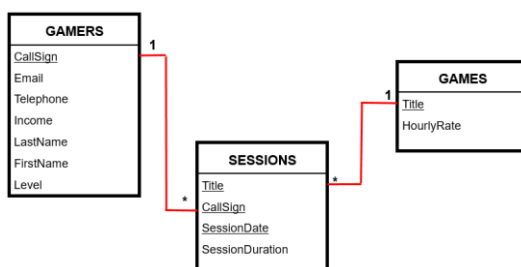 GAMERS
CallSign
Email
Telephone
Income
LastName
FirstName
Level
1
*
SESSIONS
Title
CallSign
SessionDate
SessionDuration
*
1
GAMES
Title
HourlyRate